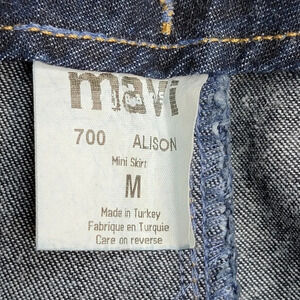 mavi
700 ALISON
Mini Skirt
M
Made in Turkey
Fabrique en Turquie
Care on reverse